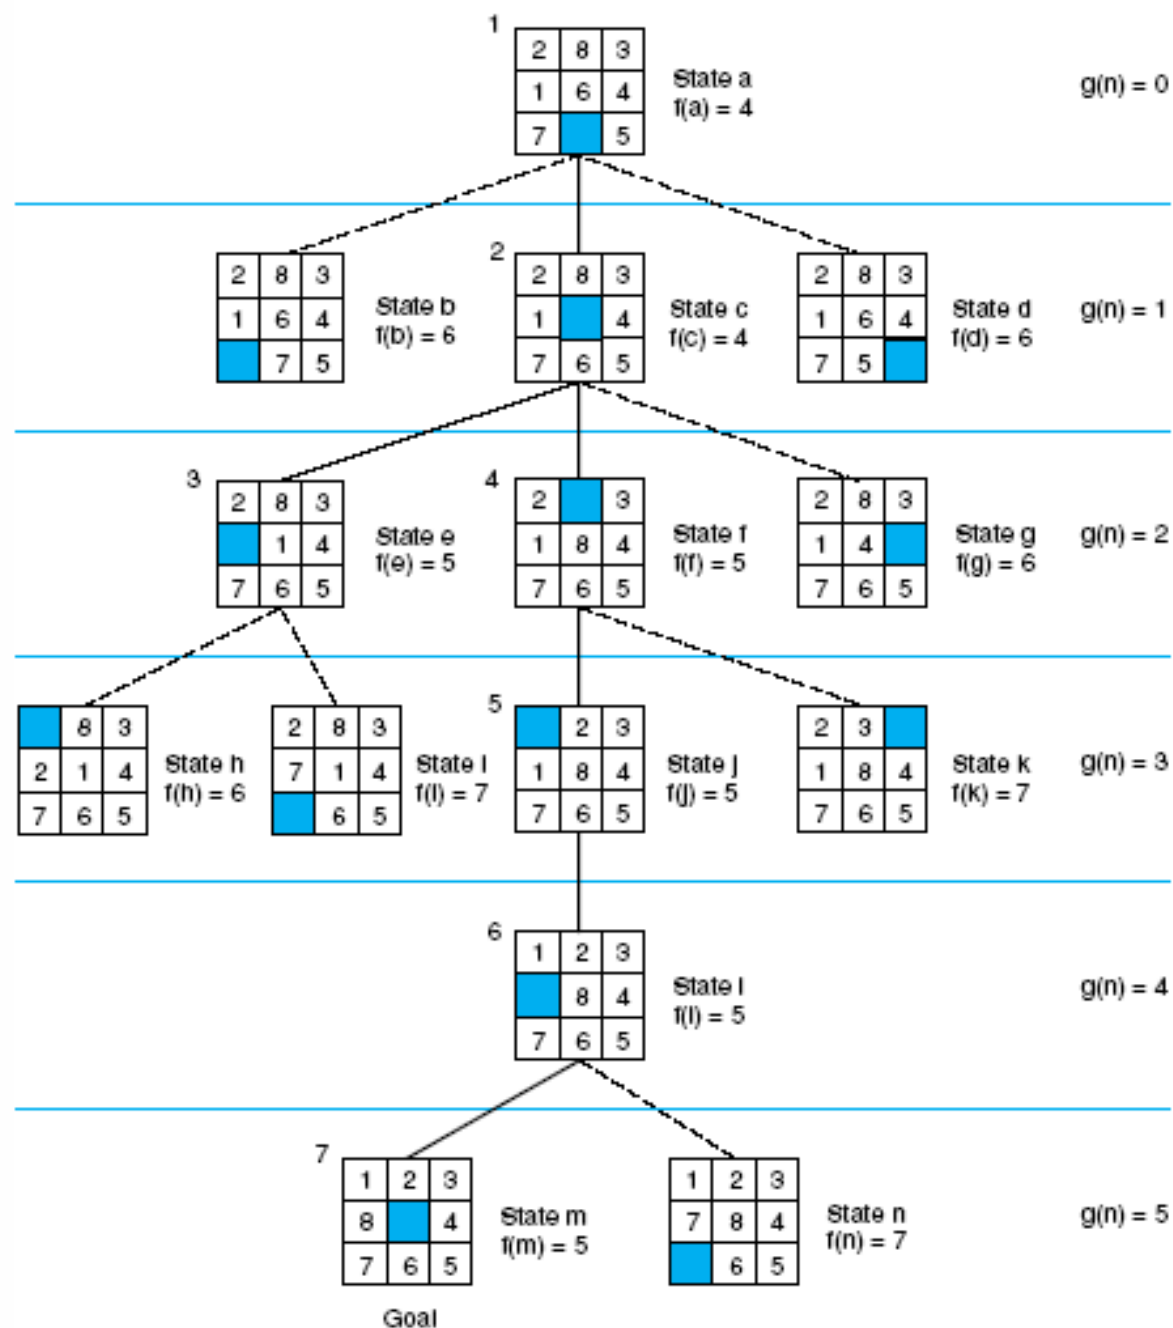 1
2 8 3
1 6 4
7 5
State a
f(a) = 4
g(n) = 0
2 8 3
1 6 4
7 5
State b
f(b) = 6
2
2 8 3
1 4
7 6 5
State c
f(c) = 4
2 8 3
1 6 4
7 5
State d
f(d) = 6
g(n) = 1
3
2 8 3
1 4
7 6 5
State e
f(e) = 5
4
2 3
1 8 4
7 6 5
State f
f(f) = 5
2 8 3
1 4
7 6 5
State g
f(g) = 6
g(n) = 2
8 3
2 1 4
7 6 5
State h
f(h) = 6
2 8 3
7 1 4
6 5
State i
f(i) = 7
5
2 3
1 8 4
7 6 5
State j
f(j) = 5
2 3
1 8 4
7 6 5
State k
f(k) = 7
g(n) = 3
6
1 2 3
8 4
7 6 5
State l
f(l) = 5
g(n) = 4
7
1 2 3
8 4
7 6 5
State m
f(m) = 5
Goal
1 2 3
7 8 4
6 5
State n
f(n) = 7
g(n) = 5